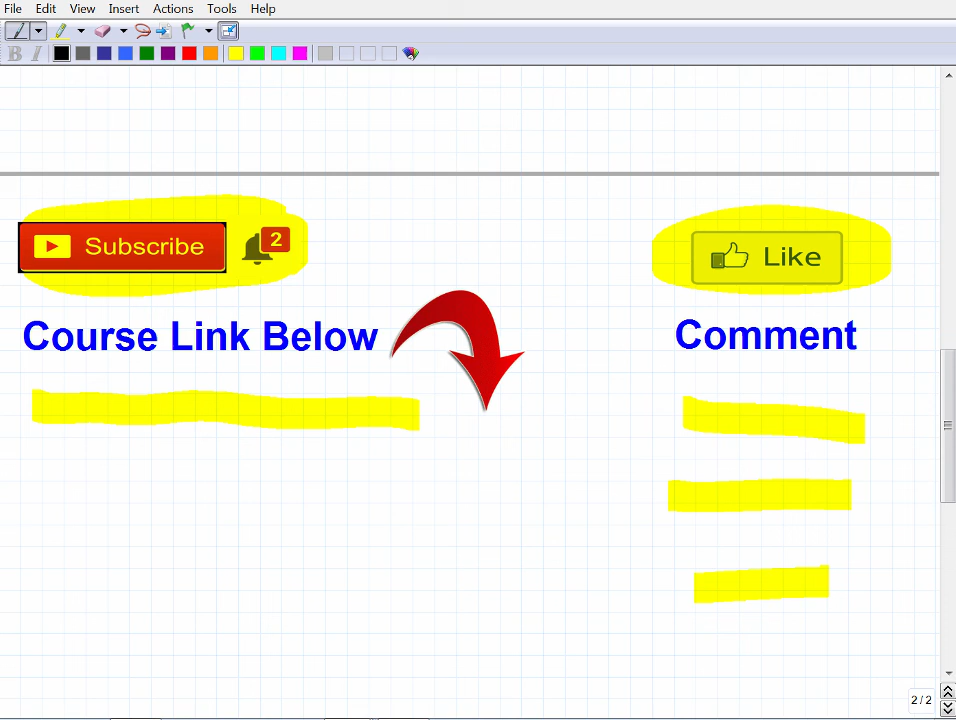 File Edit View Insert Actions Tools Help
B I
Subscribe 2
Like
Course Link Below
Comment
2 / 2